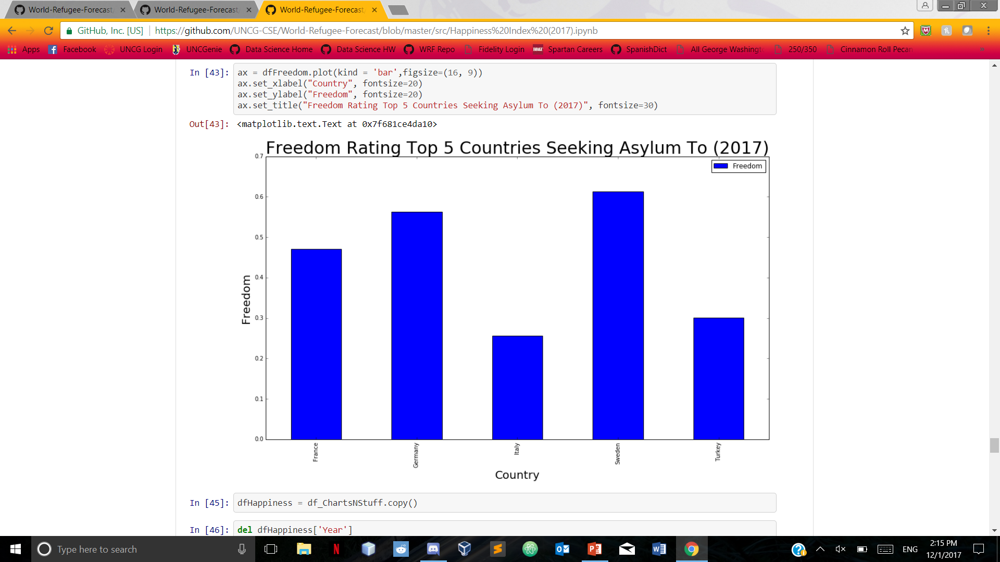 World-Refugee-Forecast
World-Refugee-Forecast
World-Refugee-Forecast
GitHub, Inc. [US]
https://github.com/UNCG-CSE/World-Refugee-Forecast/blob/master/src/Happiness%20Index%20(2017).ipynb
Apps Facebook UNCG Login UNCGenie Data Science Home Data Science HW WRF Repo Fidelity Login Spartan Careers SpanishDict All George Washingt 250/350 Cinnamon Roll Pecan
In [43]: ax = dfFreedom.plot(kind = 'bar',figsize=(16, 9))
ax.set_xlabel("Country", fontsize=20)
ax.set_ylabel("Freedom", fontsize=20)
ax.set_title("Freedom Rating Top 5 Countries Seeking Asylum To (2017)", fontsize=30)
Out[43]: <matplotlib.text.Text at 0x7f681ce4da10>
Freedom Rating Top 5 Countries Seeking Asylum To (2017)
Freedom
0.7
0.6
0.5
0.4
0.3
0.2
0.1
0.0
Freedom
France
Germany
Italy
Sweden
Turkey
Country
In [45]: dfHappiness = df_ChartsNStuff.copy()
In [46]: del dfHappiness['Year']
Type here to search
ENG
2:15 PM
12/1/2017